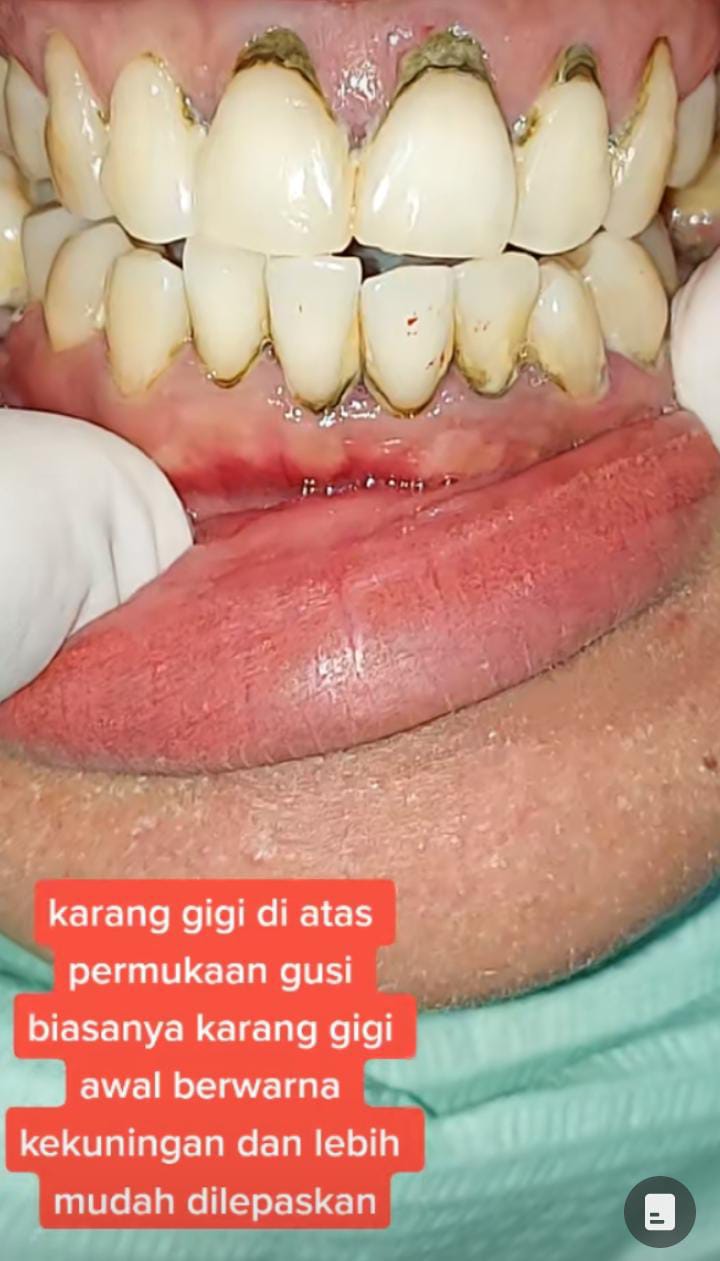 karang gigi di atas
permukaan gusi
biasanya karang gigi
awal berwarna
kekuningan dan lebih
mudah dilepaskan